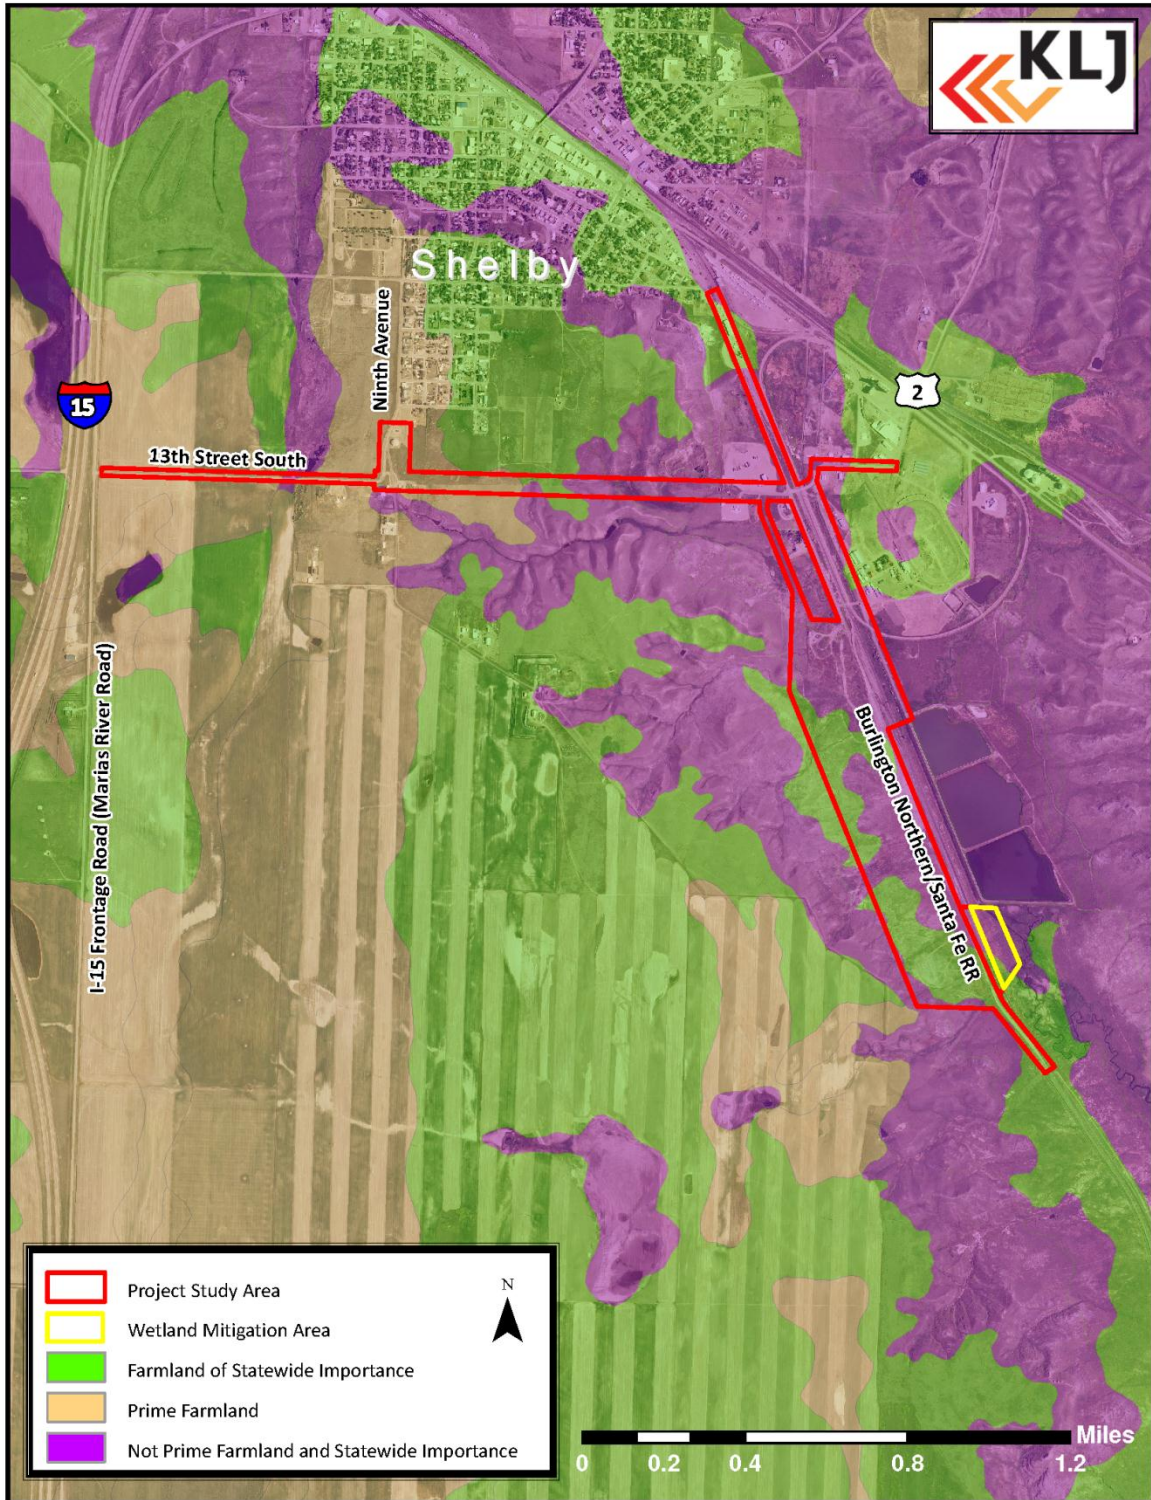 KLJ
Shelby
Ninth Avenue
15
2
13th Street South
I-15 Frontage Road (Marias River Road)
Burlington Northern/Santa Fe RR
Project Study Area
N
Wetland Mitigation Area
Farmland of Statewide Importance
Prime Farmland
Not Prime Farmland and Statewide Importance
Miles
0 0.2 0.4 0.8 1.2